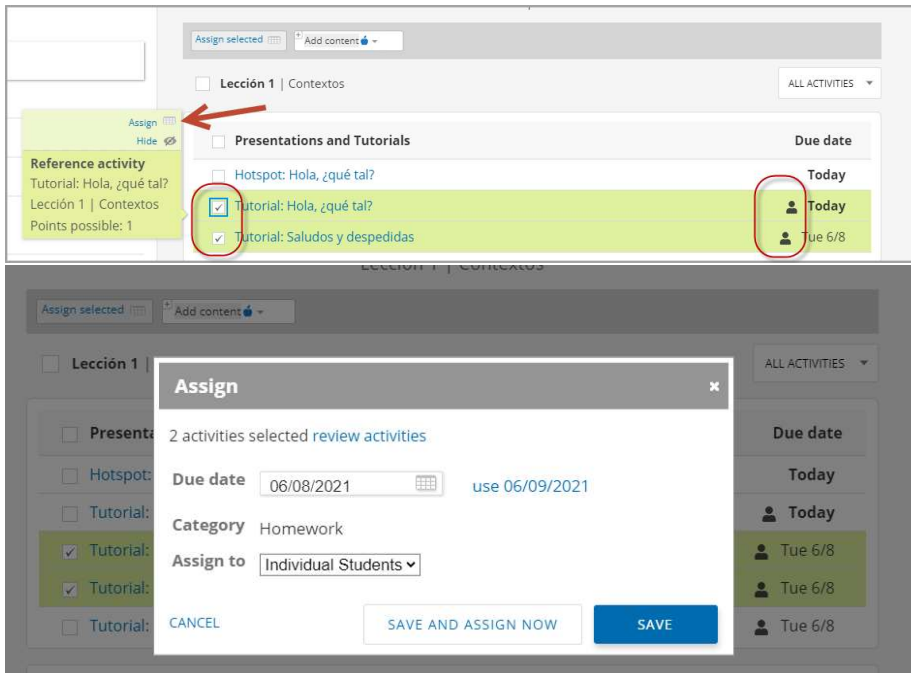 Assign selected
Add content
Lección 1 | Contextos
ALL ACTIVITIES
Assign
Hide
Reference activity
Tutorial: Hola, ¿qué tal?
Lección 1 | Contextos
Points possible: 1
Presentations and Tutorials
Due date
Hotspot: Hola, ¿qué tal?
Today
Tutorial: Hola, ¿qué tal?
Today
Tutorial: Saludos y despedidas
Tue 6/8
Lección 1 | Contextos
Assign selected
Add content
Lección 1 |
ALL ACTIVITIES
Assign
2 activities selected review activities
Due date 06/08/2021 use 06/09/2021
Category Homework
Assign to Individual Students
CANCEL SAVE AND ASSIGN NOW SAVE
Due date
Hotspot:
Today
Tutorial:
Today
Tutorial:
Tue 6/8
Tutorial:
Tue 6/8
Tutorial:
Tue 6/8